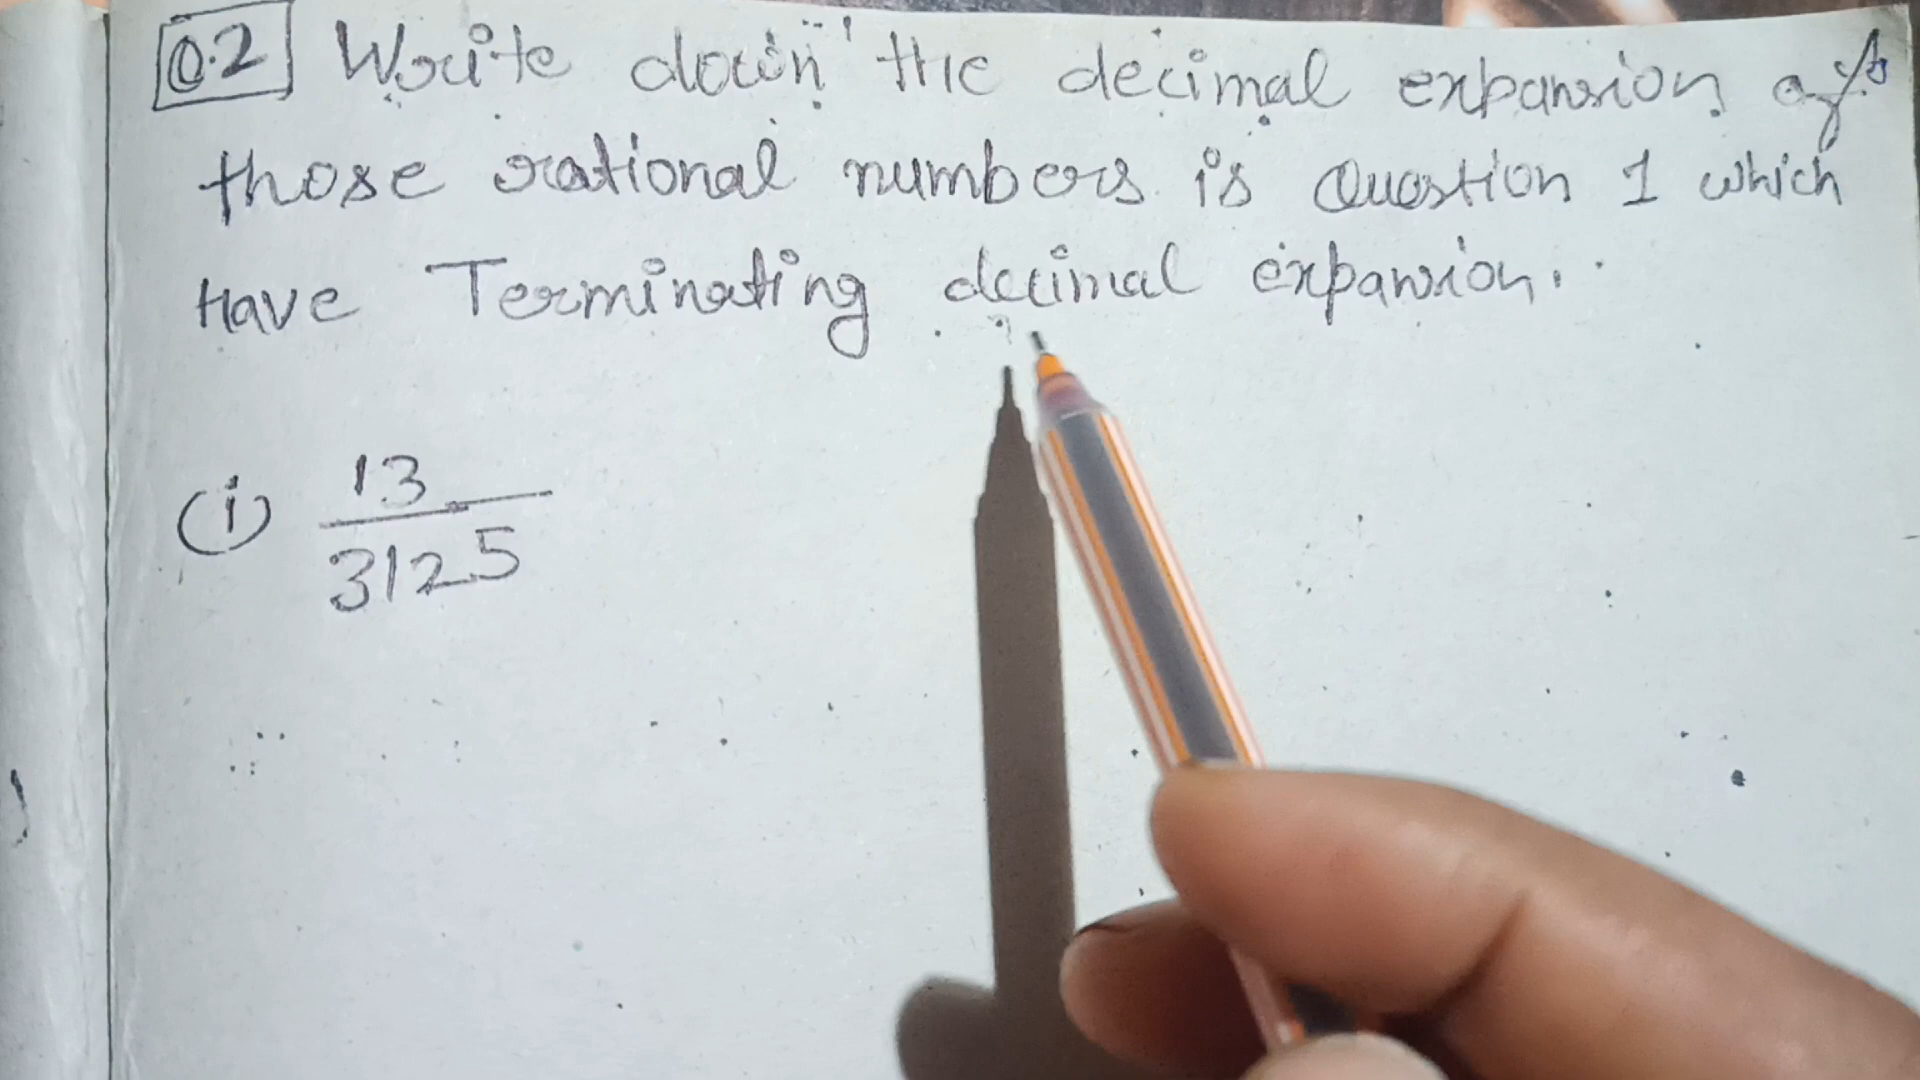 Q.2 Write down the decimal expansion of
those rational numbers is Question 1 which
Have Terminating decimal expansion.
(i) 13
3125